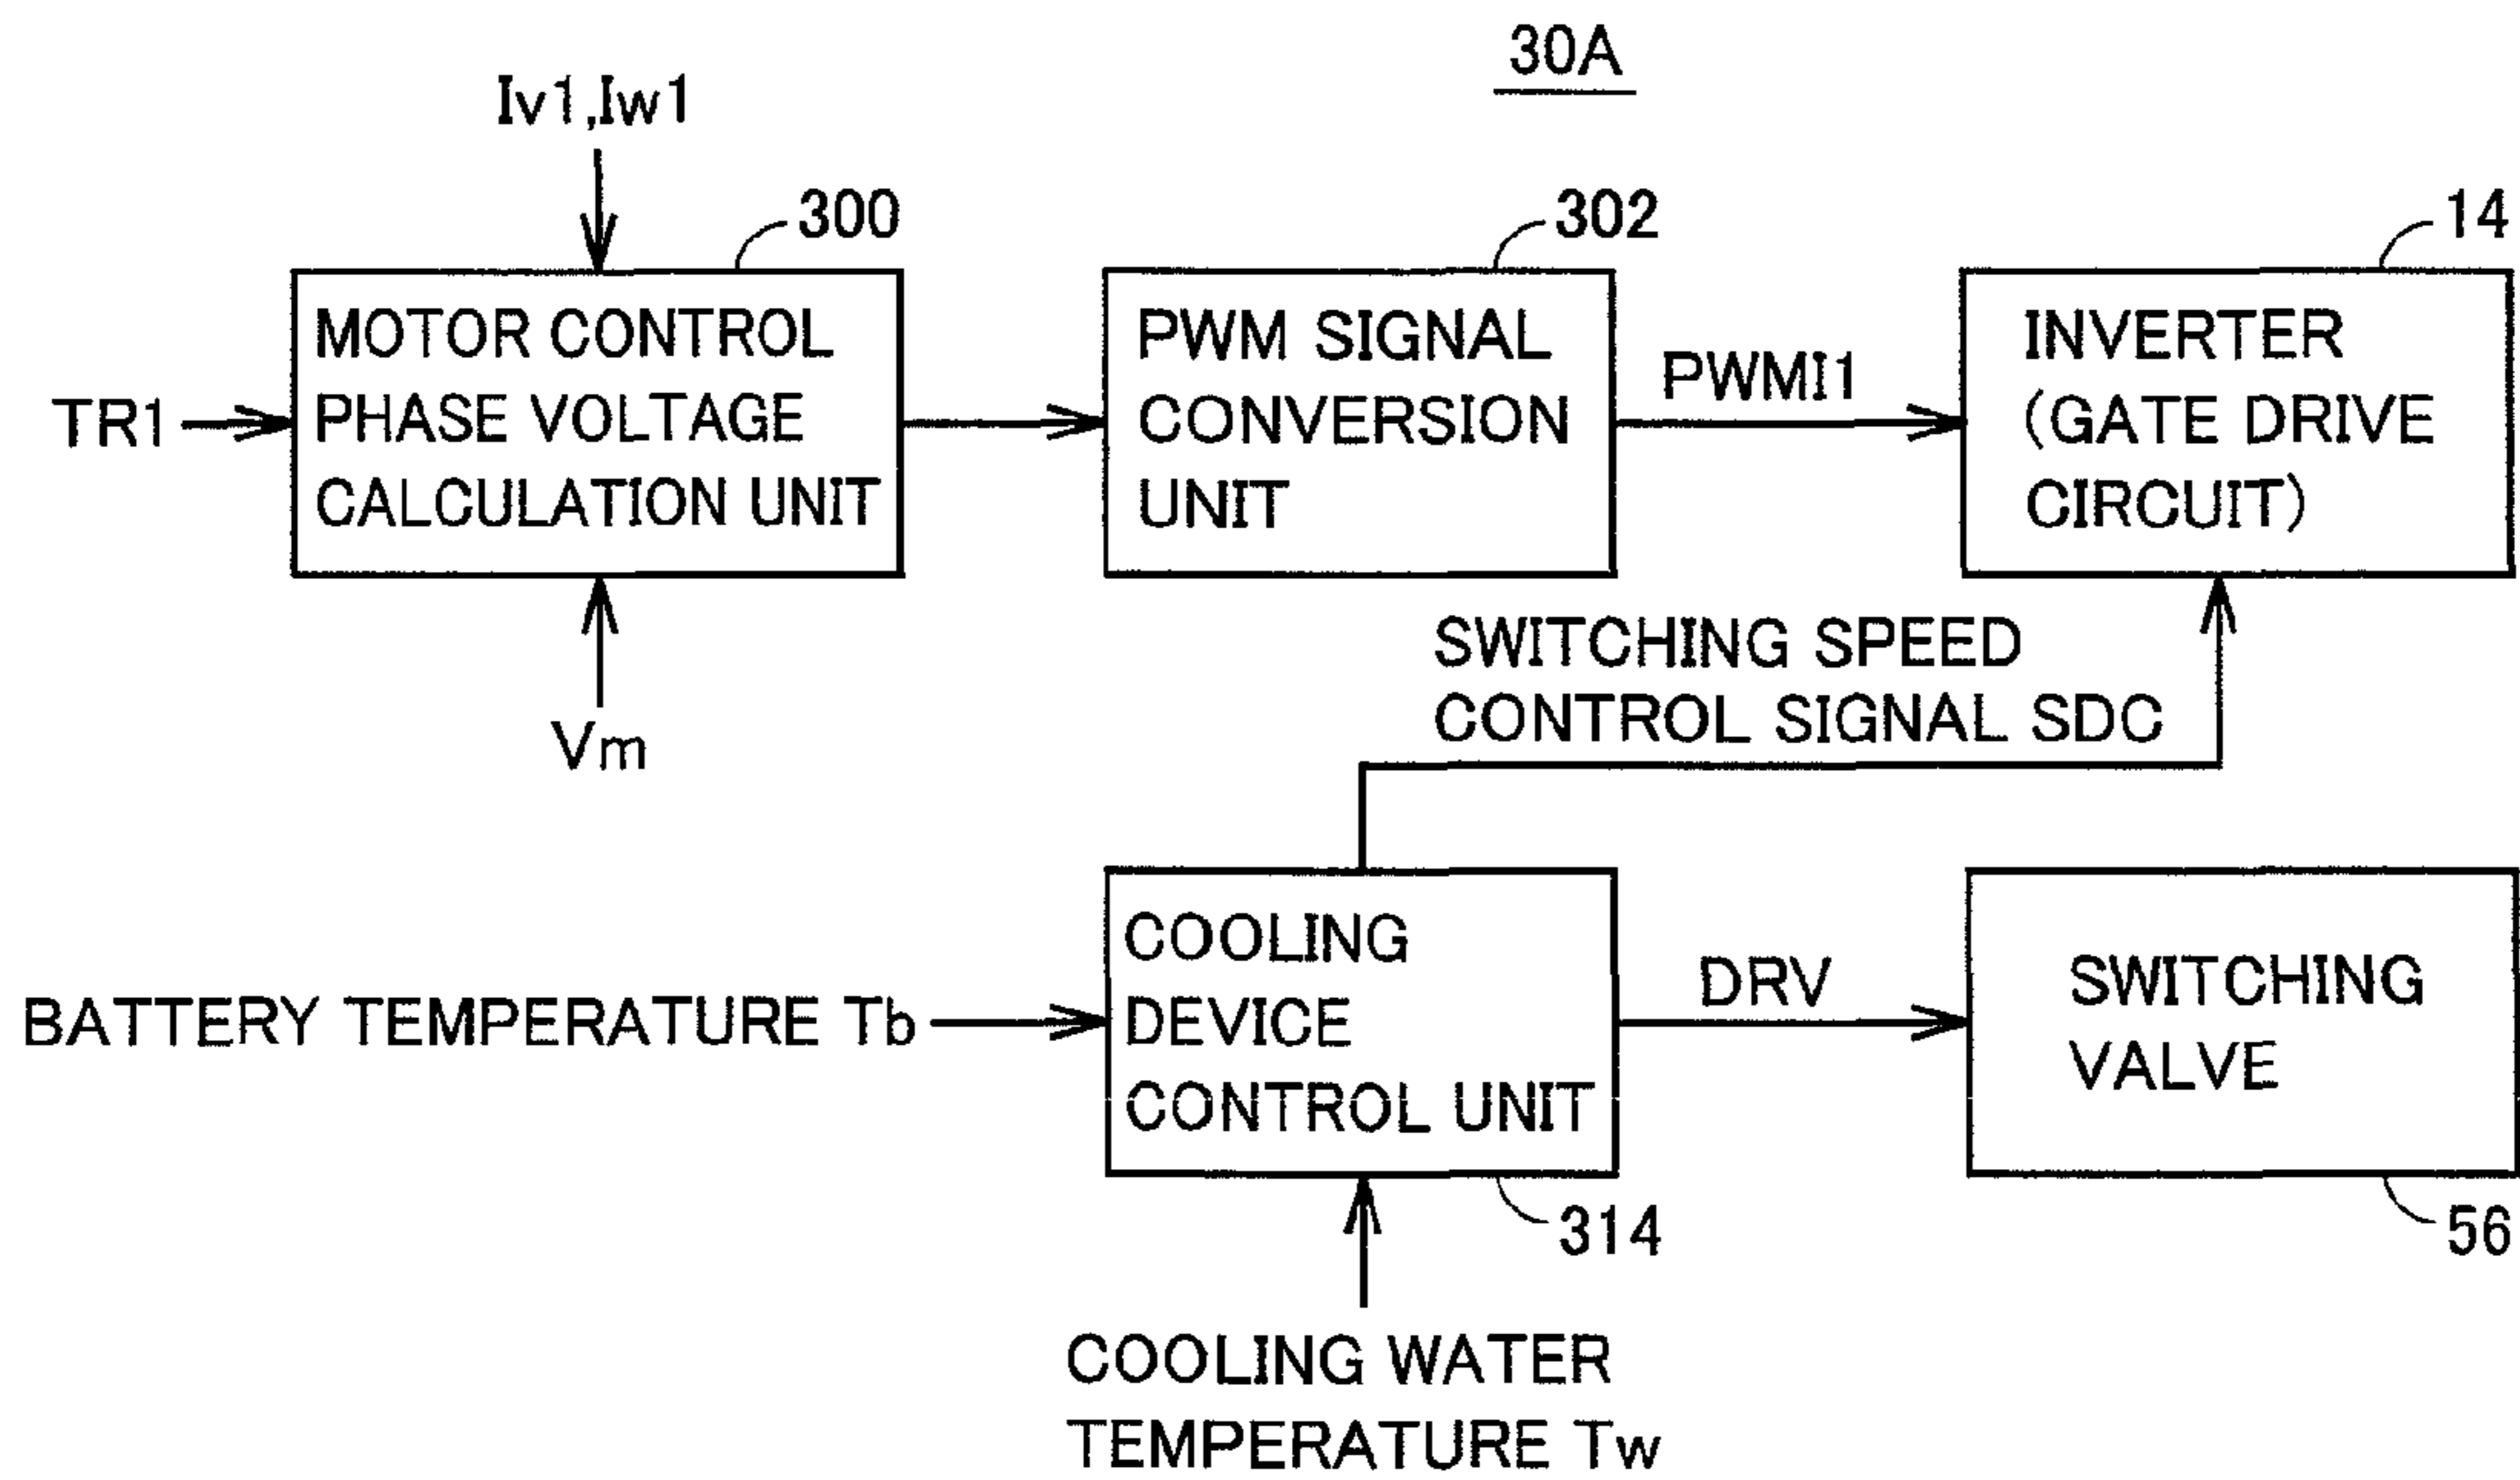 30A
Iv1,Iw1
300
302
14
MOTOR CONTROL
PHASE VOLTAGE
CALCULATION UNIT
PWM SIGNAL
CONVERSION
UNIT
INVERTER
(GATE DRIVE
CIRCUIT)
TR1
PWMI1
Vm
SWITCHING SPEED
CONTROL SIGNAL SDC
BATTERY TEMPERATURE Tb
COOLING
DEVICE
CONTROL UNIT
DRV
SWITCHING
VALVE
314
56
COOLING WATER
TEMPERATURE Tw